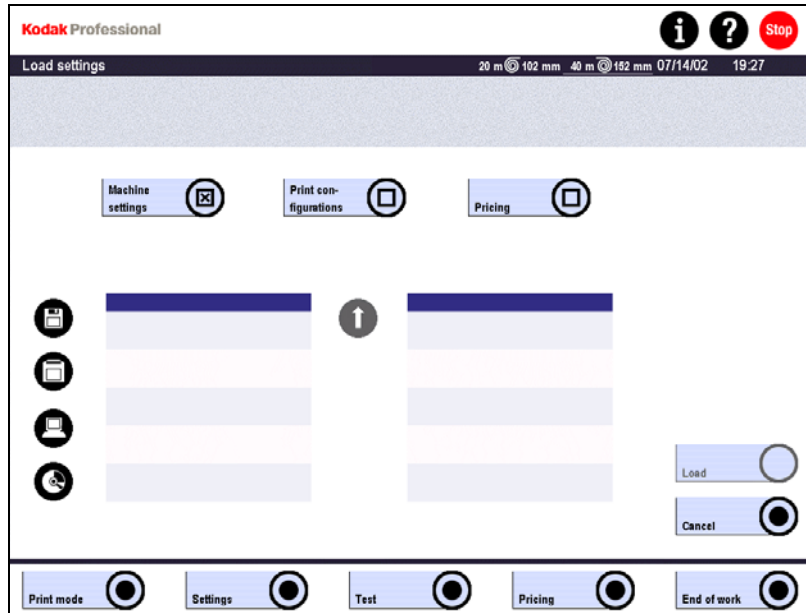 Kodak Professional
i ? Stop
Load settings 20 m 102 mm 40 m 152 mm 07/14/02 19:27
Machine
settings
Print con-
figurations
Pricing
Load
Cancel
Print mode Settings Test Pricing End of work